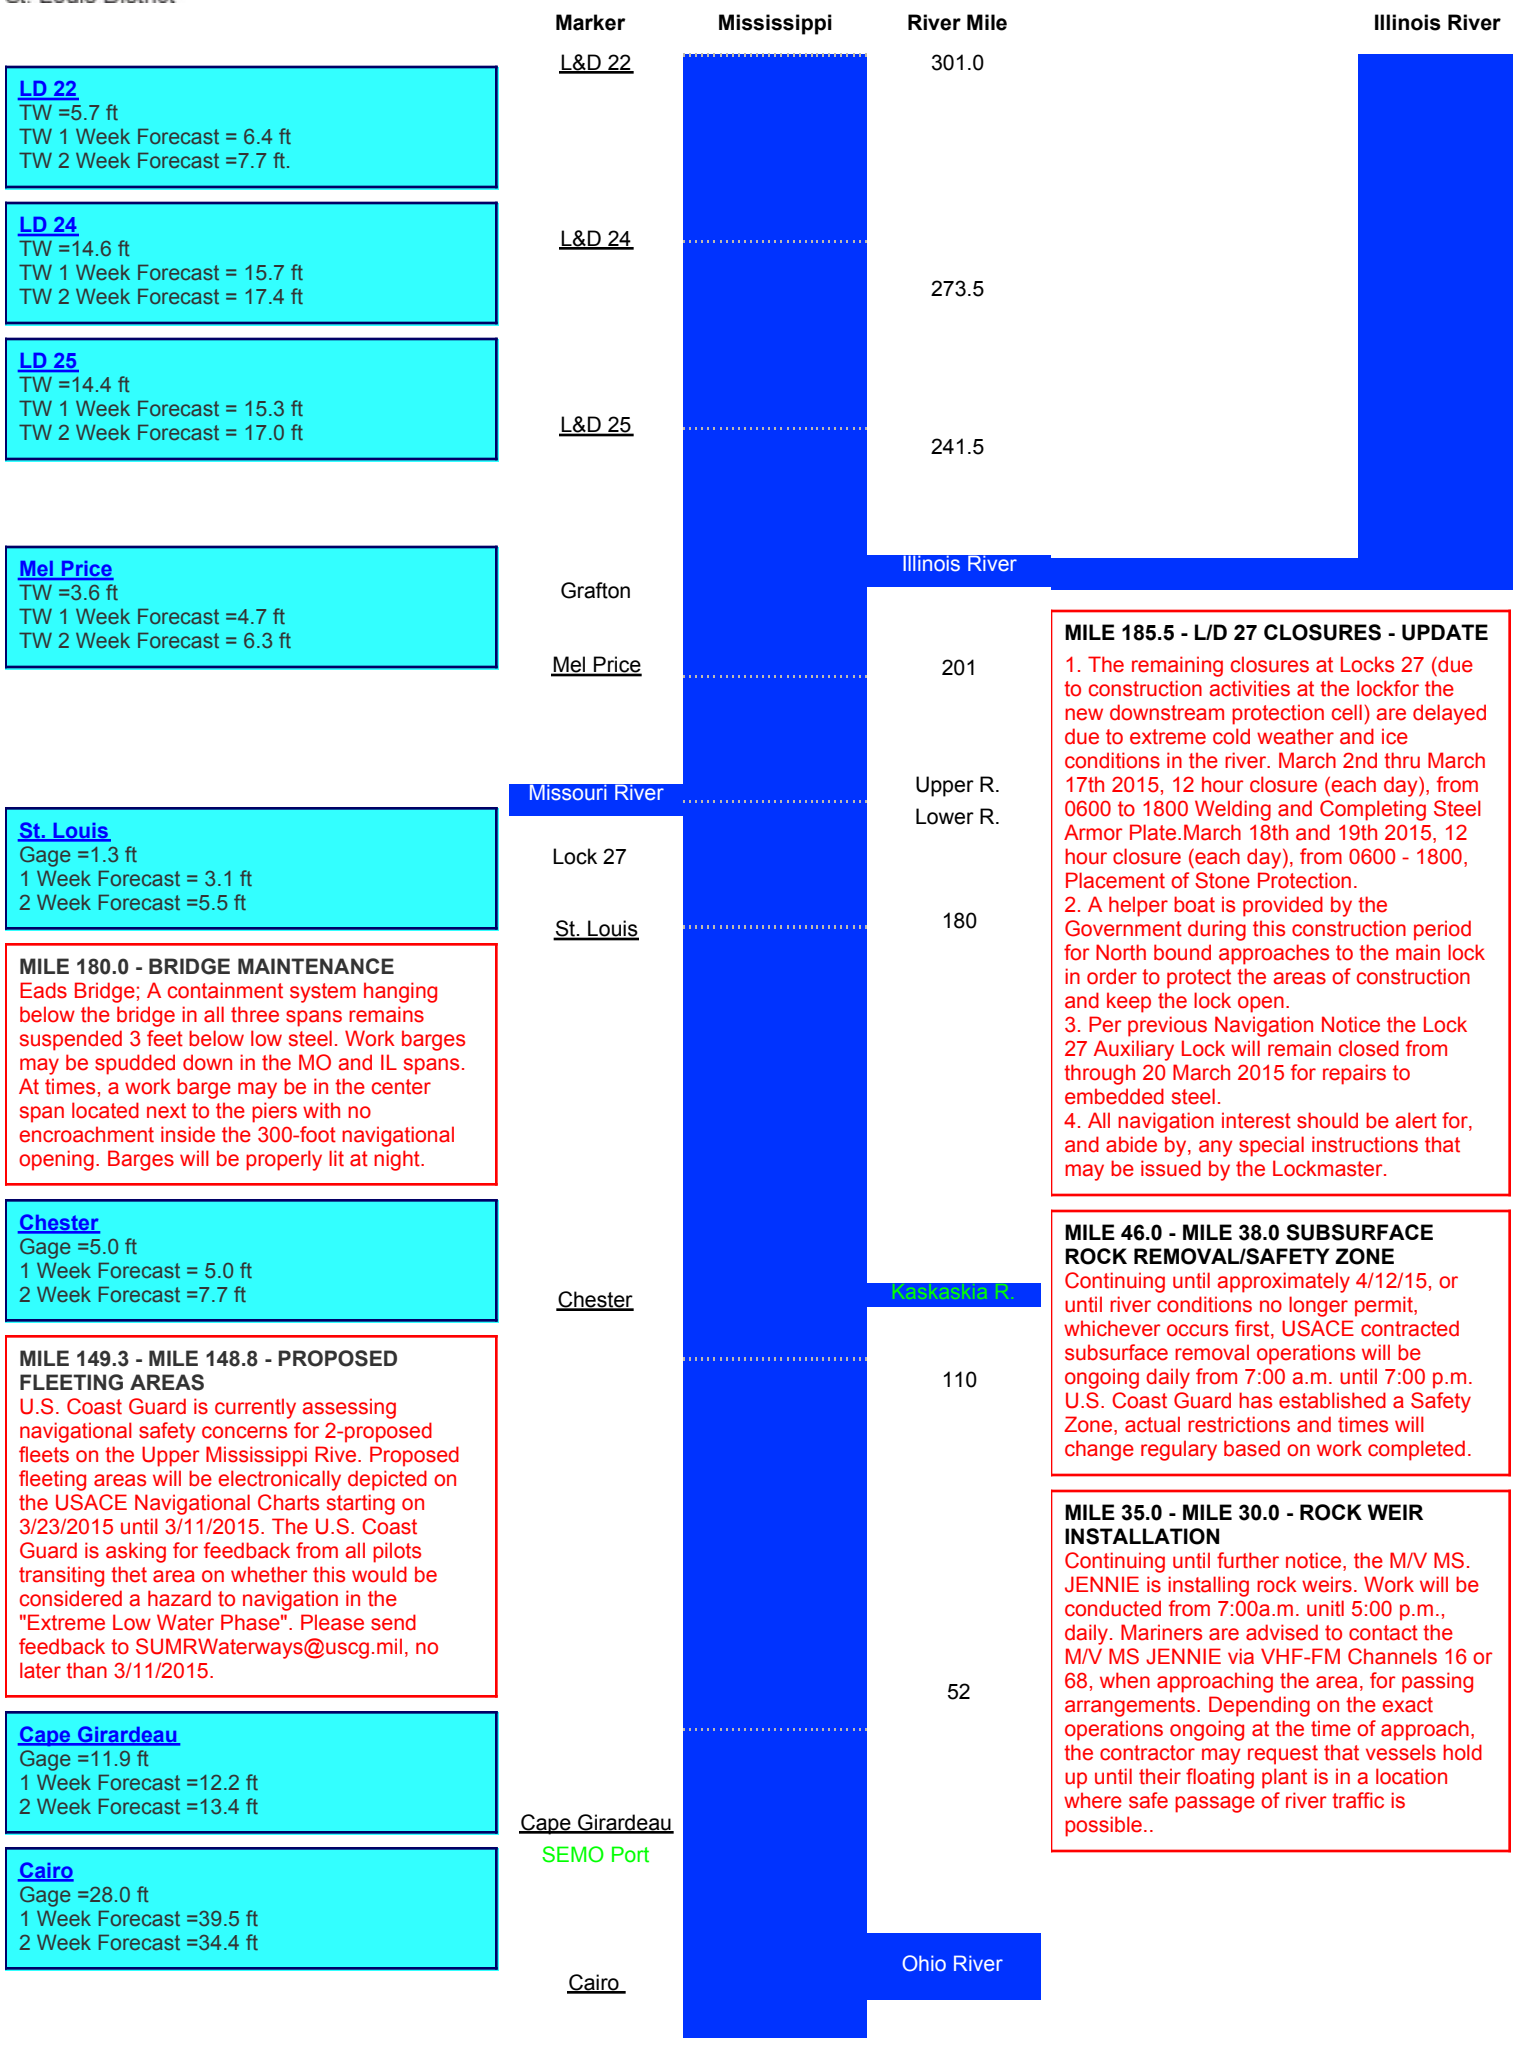 St. Louis District
Marker
Mississippi
River Mile
Illinois River
L&D 22
301.0
LD 22
TW =5.7 ft
TW 1 Week Forecast = 6.4 ft
TW 2 Week Forecast =7.7 ft.
LD 24
TW =14.6 ft
TW 1 Week Forecast = 15.7 ft
TW 2 Week Forecast = 17.4 ft
L&D 24
273.5
LD 25
TW =14.4 ft
TW 1 Week Forecast = 15.3 ft
TW 2 Week Forecast = 17.0 ft
L&D 25
241.5
Illinois River
Mel Price
TW =3.6 ft
TW 1 Week Forecast =4.7 ft
TW 2 Week Forecast = 6.3 ft
Grafton
Mel Price
201
Missouri River
Upper R.
Lower R.
St. Louis
Gage =1.3 ft
1 Week Forecast = 3.1 ft
2 Week Forecast =5.5 ft
Lock 27
St. Louis
180
MILE 185.5 - L/D 27 CLOSURES - UPDATE
1. The remaining closures at Locks 27 (due
to construction activities at the lockfor the
new downstream protection cell) are delayed
due to extreme cold weather and ice
conditions in the river. March 2nd thru March
17th 2015, 12 hour closure (each day), from
0600 to 1800 Welding and Completing Steel
Armor Plate.March 18th and 19th 2015, 12
hour closure (each day), from 0600 - 1800,
Placement of Stone Protection.
2. A helper boat is provided by the
Government during this construction period
for North bound approaches to the main lock
in order to protect the areas of construction
and keep the lock open.
3. Per previous Navigation Notice the Lock
27 Auxiliary Lock will remain closed from
through 20 March 2015 for repairs to
embedded steel.
4. All navigation interest should be alert for,
and abide by, any special instructions that
may be issued by the Lockmaster.
MILE 180.0 - BRIDGE MAINTENANCE
Eads Bridge; A containment system hanging
below the bridge in all three spans remains
suspended 3 feet below low steel. Work barges
may be spudded down in the MO and IL spans.
At times, a work barge may be in the center
span located next to the piers with no
encroachment inside the 300-foot navigational
opening. Barges will be properly lit at night.
Chester
Gage =5.0 ft
1 Week Forecast = 5.0 ft
2 Week Forecast =7.7 ft
Chester
Kaskaskia R.
110
MILE 46.0 - MILE 38.0 SUBSURFACE
ROCK REMOVAL/SAFETY ZONE
Continuing until approximately 4/12/15, or
until river conditions no longer permit,
whichever occurs first, USACE contracted
subsurface removal operations will be
ongoing daily from 7:00 a.m. until 7:00 p.m.
U.S. Coast Guard has established a Safety
Zone, actual restrictions and times will
change regulary based on work completed.
MILE 149.3 - MILE 148.8 - PROPOSED
FLEETING AREAS
U.S. Coast Guard is currently assessing
navigational safety concerns for 2-proposed
fleets on the Upper Mississippi Rive. Proposed
fleeting areas will be electronically depicted on
the USACE Navigational Charts starting on
3/23/2015 until 3/11/2015. The U.S. Coast
Guard is asking for feedback from all pilots
transiting thet area on whether this would be
considered a hazard to navigation in the
"Extreme Low Water Phase". Please send
feedback to SUMRWaterways@uscg.mil, no
later than 3/11/2015.
MILE 35.0 - MILE 30.0 - ROCK WEIR
INSTALLATION
Continuing until further notice, the M/V MS.
JENNIE is installing rock weirs. Work will be
conducted from 7:00a.m. unitl 5:00 p.m.,
daily. Mariners are advised to contact the
M/V MS JENNIE via VHF-FM Channels 16 or
68, when approaching the area, for passing
arrangements. Depending on the exact
operations ongoing at the time of approach,
the contractor may request that vessels hold
up until their floating plant is in a location
where safe passage of river traffic is
possible..
52
Cape Girardeau
Gage =11.9 ft
1 Week Forecast =12.2 ft
2 Week Forecast =13.4 ft
Cape Girardeau
SEMO Port
Cairo
Gage =28.0 ft
1 Week Forecast =39.5 ft
2 Week Forecast =34.4 ft
Ohio River
Cairo